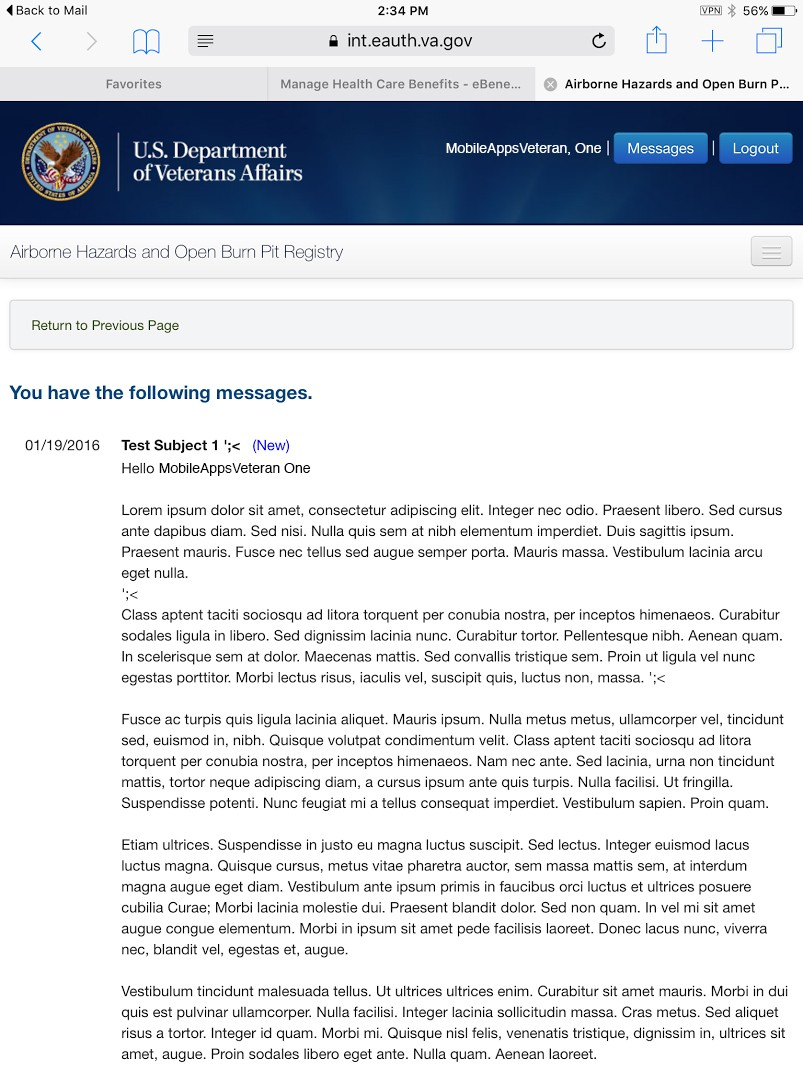 Back to Mail 2:34 PM VPN 56%
int.eauth.va.gov
Favorites Manage Health Care Benefits - eBene... Airborne Hazards and Open Burn P...
U.S. Department
of Veterans Affairs
MobileAppsVeteran, One | Messages | Logout
Airborne Hazards and Open Burn Pit Registry
Return to Previous Page
You have the following messages.
01/19/2016 Test Subject 1 ';< (New)
Hello MobileAppsVeteran One
Lorem ipsum dolor sit amet, consectetur adipiscing elit. Integer nec odio. Praesent libero. Sed cursus
ante dapibus diam. Sed nisi. Nulla quis sem at nibh elementum imperdiet. Duis sagittis ipsum.
Praesent mauris. Fusce nec tellus sed augue semper porta. Mauris massa. Vestibulum lacinia arcu
eget nulla.
';<
Class aptent taciti sociosqu ad litora torquent per conubia nostra, per inceptos himenaeos. Curabitur
sodales ligula in libero. Sed dignissim lacinia nunc. Curabitur tortor. Pellentesque nibh. Aenean quam.
In scelerisque sem at dolor. Maecenas mattis. Sed convallis tristique sem. Proin ut ligula vel nunc
egestas porttitor. Morbi lectus risus, iaculis vel, suscipit quis, luctus non, massa. ';<
Fusce ac turpis quis ligula lacinia aliquet. Mauris ipsum. Nulla metus metus, ullamcorper vel, tincidunt
sed, euismod in, nibh. Quisque volutpat condimentum velit. Class aptent taciti sociosqu ad litora
torquent per conubia nostra, per inceptos himenaeos. Nam nec ante. Sed lacinia, urna non tincidunt
mattis, tortor neque adipiscing diam, a cursus ipsum ante quis turpis. Nulla facilisi. Ut fringilla.
Suspendisse potenti. Nunc feugiat mi a tellus consequat imperdiet. Vestibulum sapien. Proin quam.
Etiam ultrices. Suspendisse in justo eu magna luctus suscipit. Sed lectus. Integer euismod lacus
luctus magna. Quisque cursus, metus vitae pharetra auctor, sem massa mattis sem, at interdum
magna augue eget diam. Vestibulum ante ipsum primis in faucibus orci luctus et ultrices posuere
cubilia Curae; Morbi lacinia molestie dui. Praesent blandit dolor. Sed non quam. In vel mi sit amet
augue congue elementum. Morbi in ipsum sit amet pede facilisis laoreet. Donec lacus nunc, viverra
nec, blandit vel, egestas et, augue.
Vestibulum tincidunt malesuada tellus. Ut ultrices ultrices enim. Curabitur sit amet mauris. Morbi in dui
quis est pulvinar ullamcorper. Nulla facilisi. Integer lacinia sollicitudin massa. Cras metus. Sed aliquet
risus a tortor. Integer id quam. Morbi mi. Quisque nisl felis, venenatis tristique, dignissim in, ultrices sit
amet, augue. Proin sodales libero eget ante. Nulla quam. Aenean laoreet.